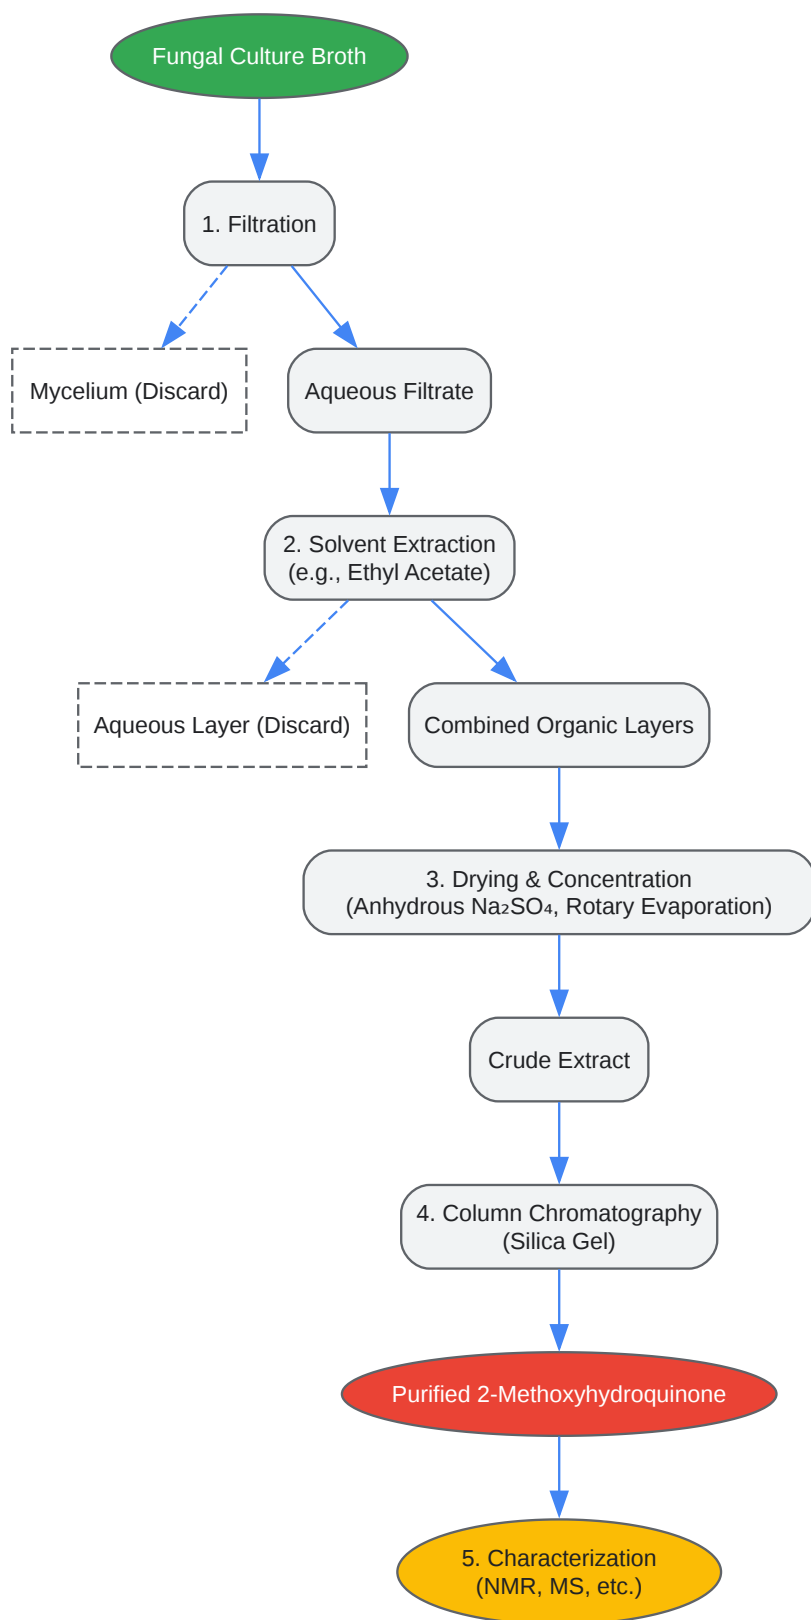 Fungal Culture Broth
1. Filtration
Mycelium (Discard)
Aqueous Filtrate
2. Solvent Extraction
(e.g., Ethyl Acetate)
Aqueous Layer (Discard)
Combined Organic Layers
3. Drying & Concentration
(Anhydrous Na₂SO₄, Rotary Evaporation)
Crude Extract
4. Column Chromatography
(Silica Gel)
Purified 2-Methoxyhydroquinone
5. Characterization
(NMR, MS, etc.)